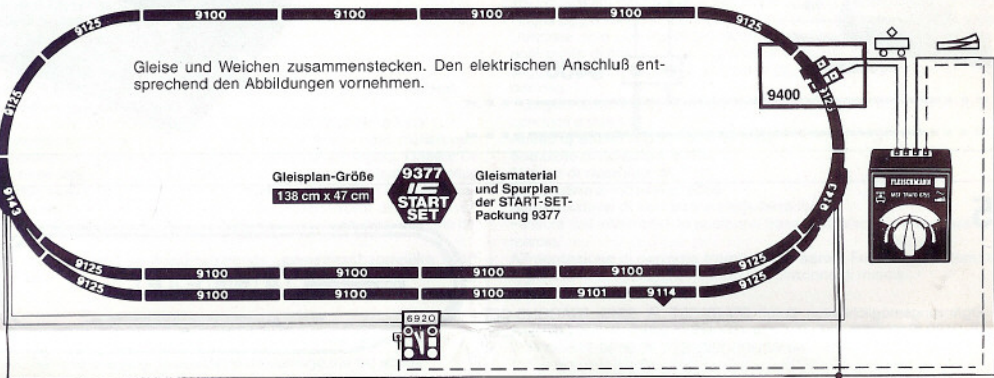 9125 9100 9100 9100 9100 9125
Gleise und Weichen zusammenstecken. Den elektrischen Anschluß ent-
sprechend den Abbildungen vornehmen.
9125
9400
9125
Gleisplan-Größe
138 cm x 47 cm
9377
IC
START
SET
Gleismaterial
und Spurplan
der START-SET-
Packung 9377
FLEISCHMANN
9143
9143
9125 9100 9100 9100 9100 9125
9125 9100 9100 9100 9101 9114 9125
6920